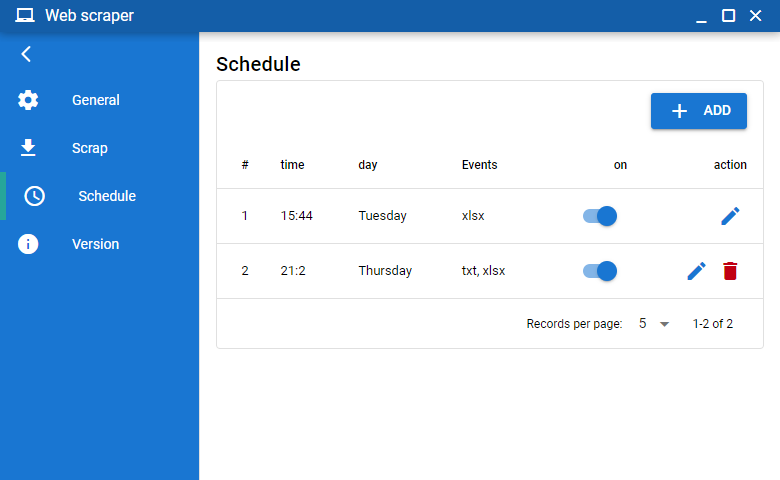 Web scraper
General
Scrap
Schedule
Version
Schedule
ADD
# time day Events on action
1 15:44 Tuesday xlsx
2 21:2 Thursday txt, xlsx
Records per page: 5 1-2 of 2